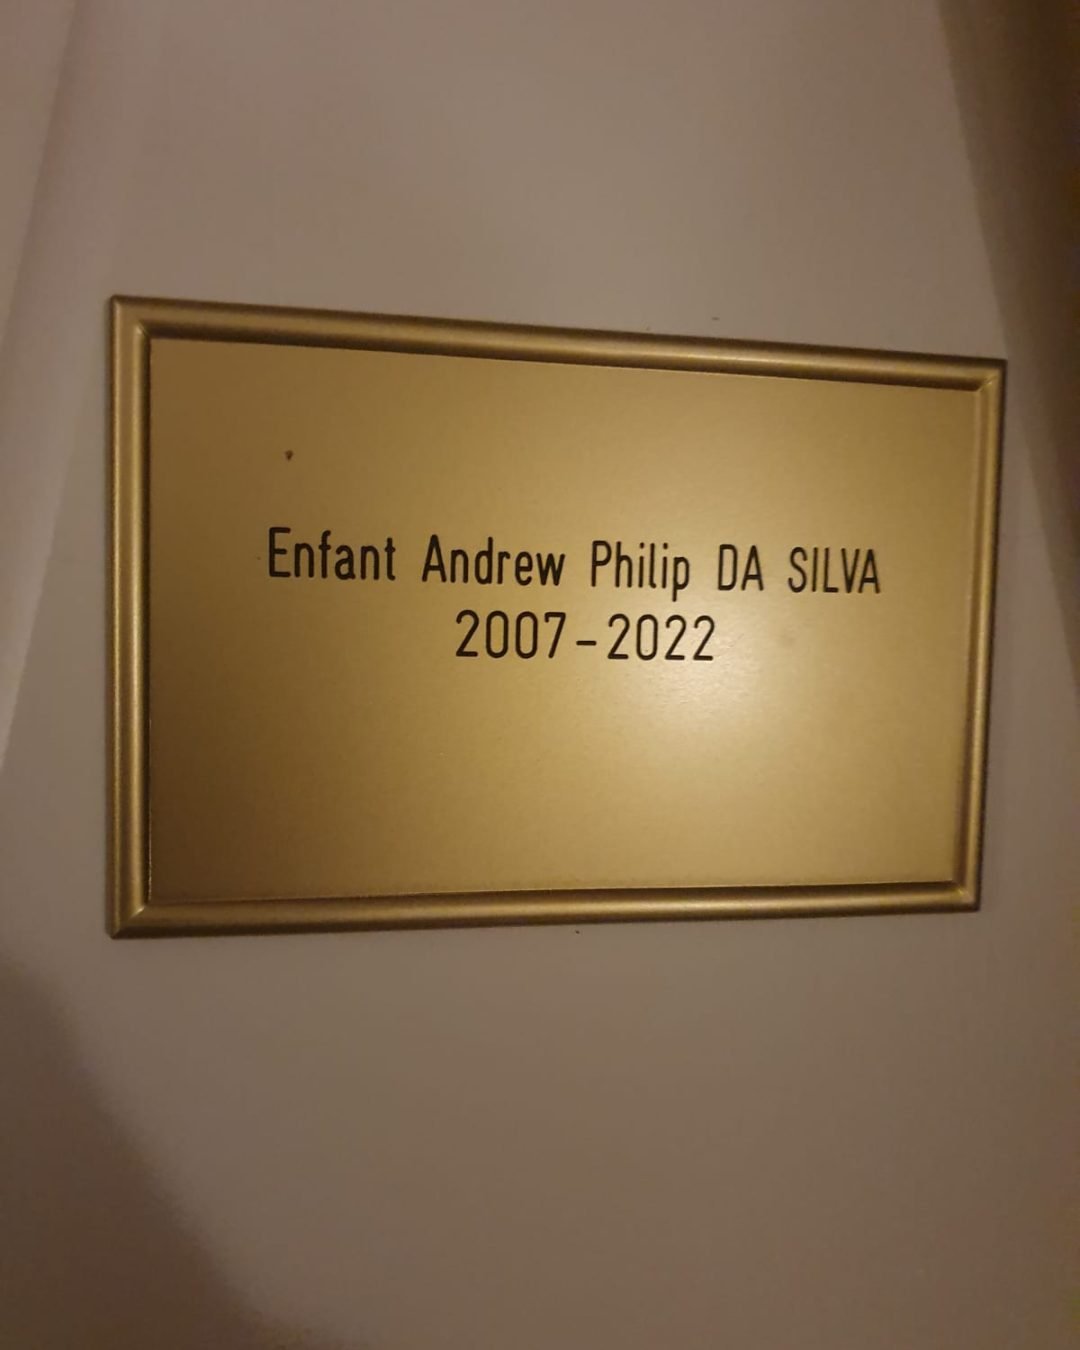 Enfant Andrew Philip DA SILVA
2007-2022